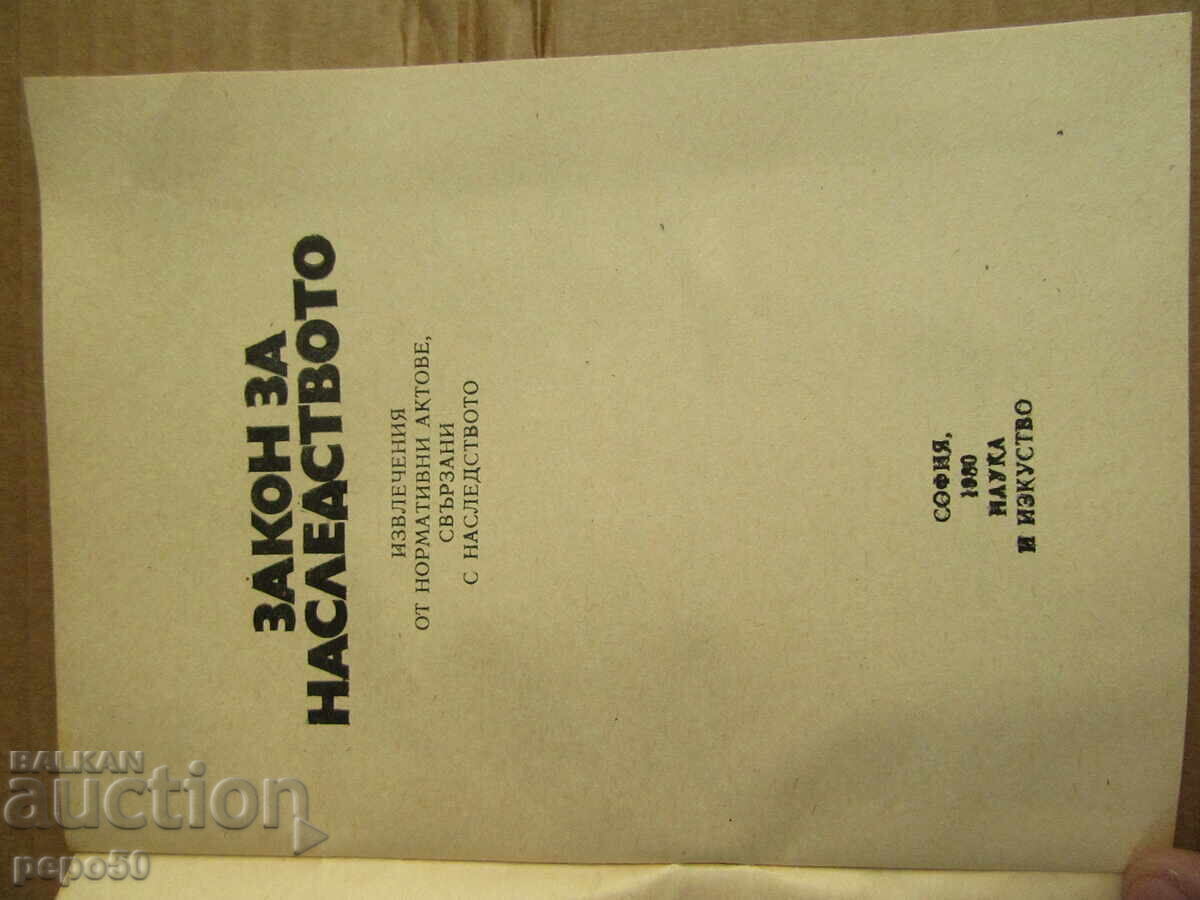 ЗАКОН ЗА
НАСЛЕДСТВОТО
ИЗВЛЕЧЕНИЯ
ОТ НОРМАТИВНИ АКТОВЕ,
СВЪРЗАНИ
С НАСЛЕДСТВОТО
СОФИЯ,
1980
НАУКА
И ИЗКУСТВО
BALKAN
auction
pepo50